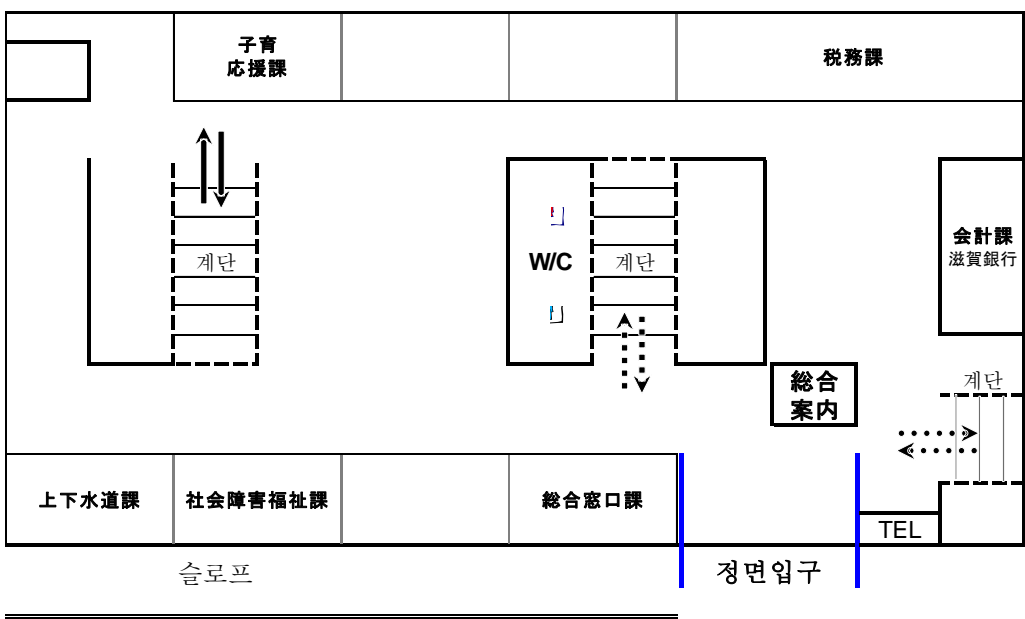 子育
応援課
税務課
계단
W/C
계단
会計課
滋賀銀行
総合
案内
계단
上下水道課
社会障害福祉課
総合窓口課
TEL
슬로프
정면입구